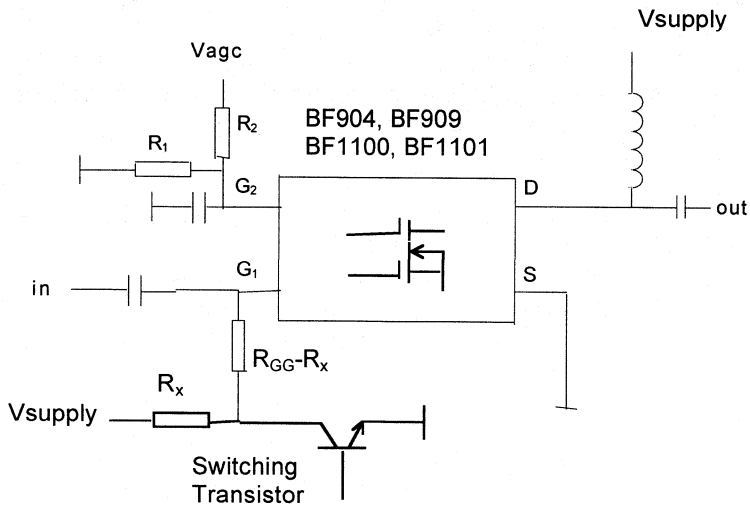 Vsupply
Vagc
R2
BF904, BF909
BF1100, BF1101
R1
G2
D
out
G1
S
in
RGG-Rx
Rx
Vsupply
Switching
Transistor